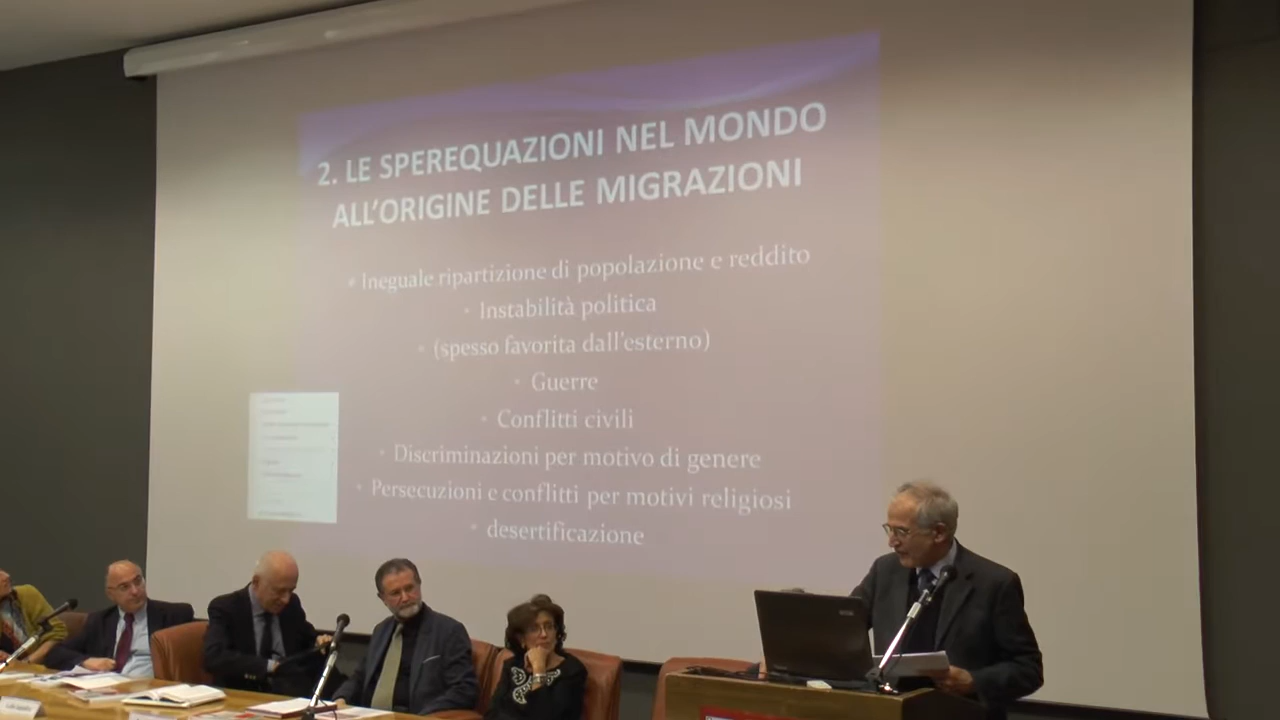 2. LE SPEREQUAZIONI NEL MONDO
ALL'ORIGINE DELLE MIGRAZIONI
• Ineguale ripartizione di popolazione e reddito
• Instabilità politica
• (spesso favorita dall'esterno)
• Guerre
• Conflitti civili
• Discriminazioni per motivo di genere
• Persecuzioni e conflitti per motivi religiosi
• desertificazione